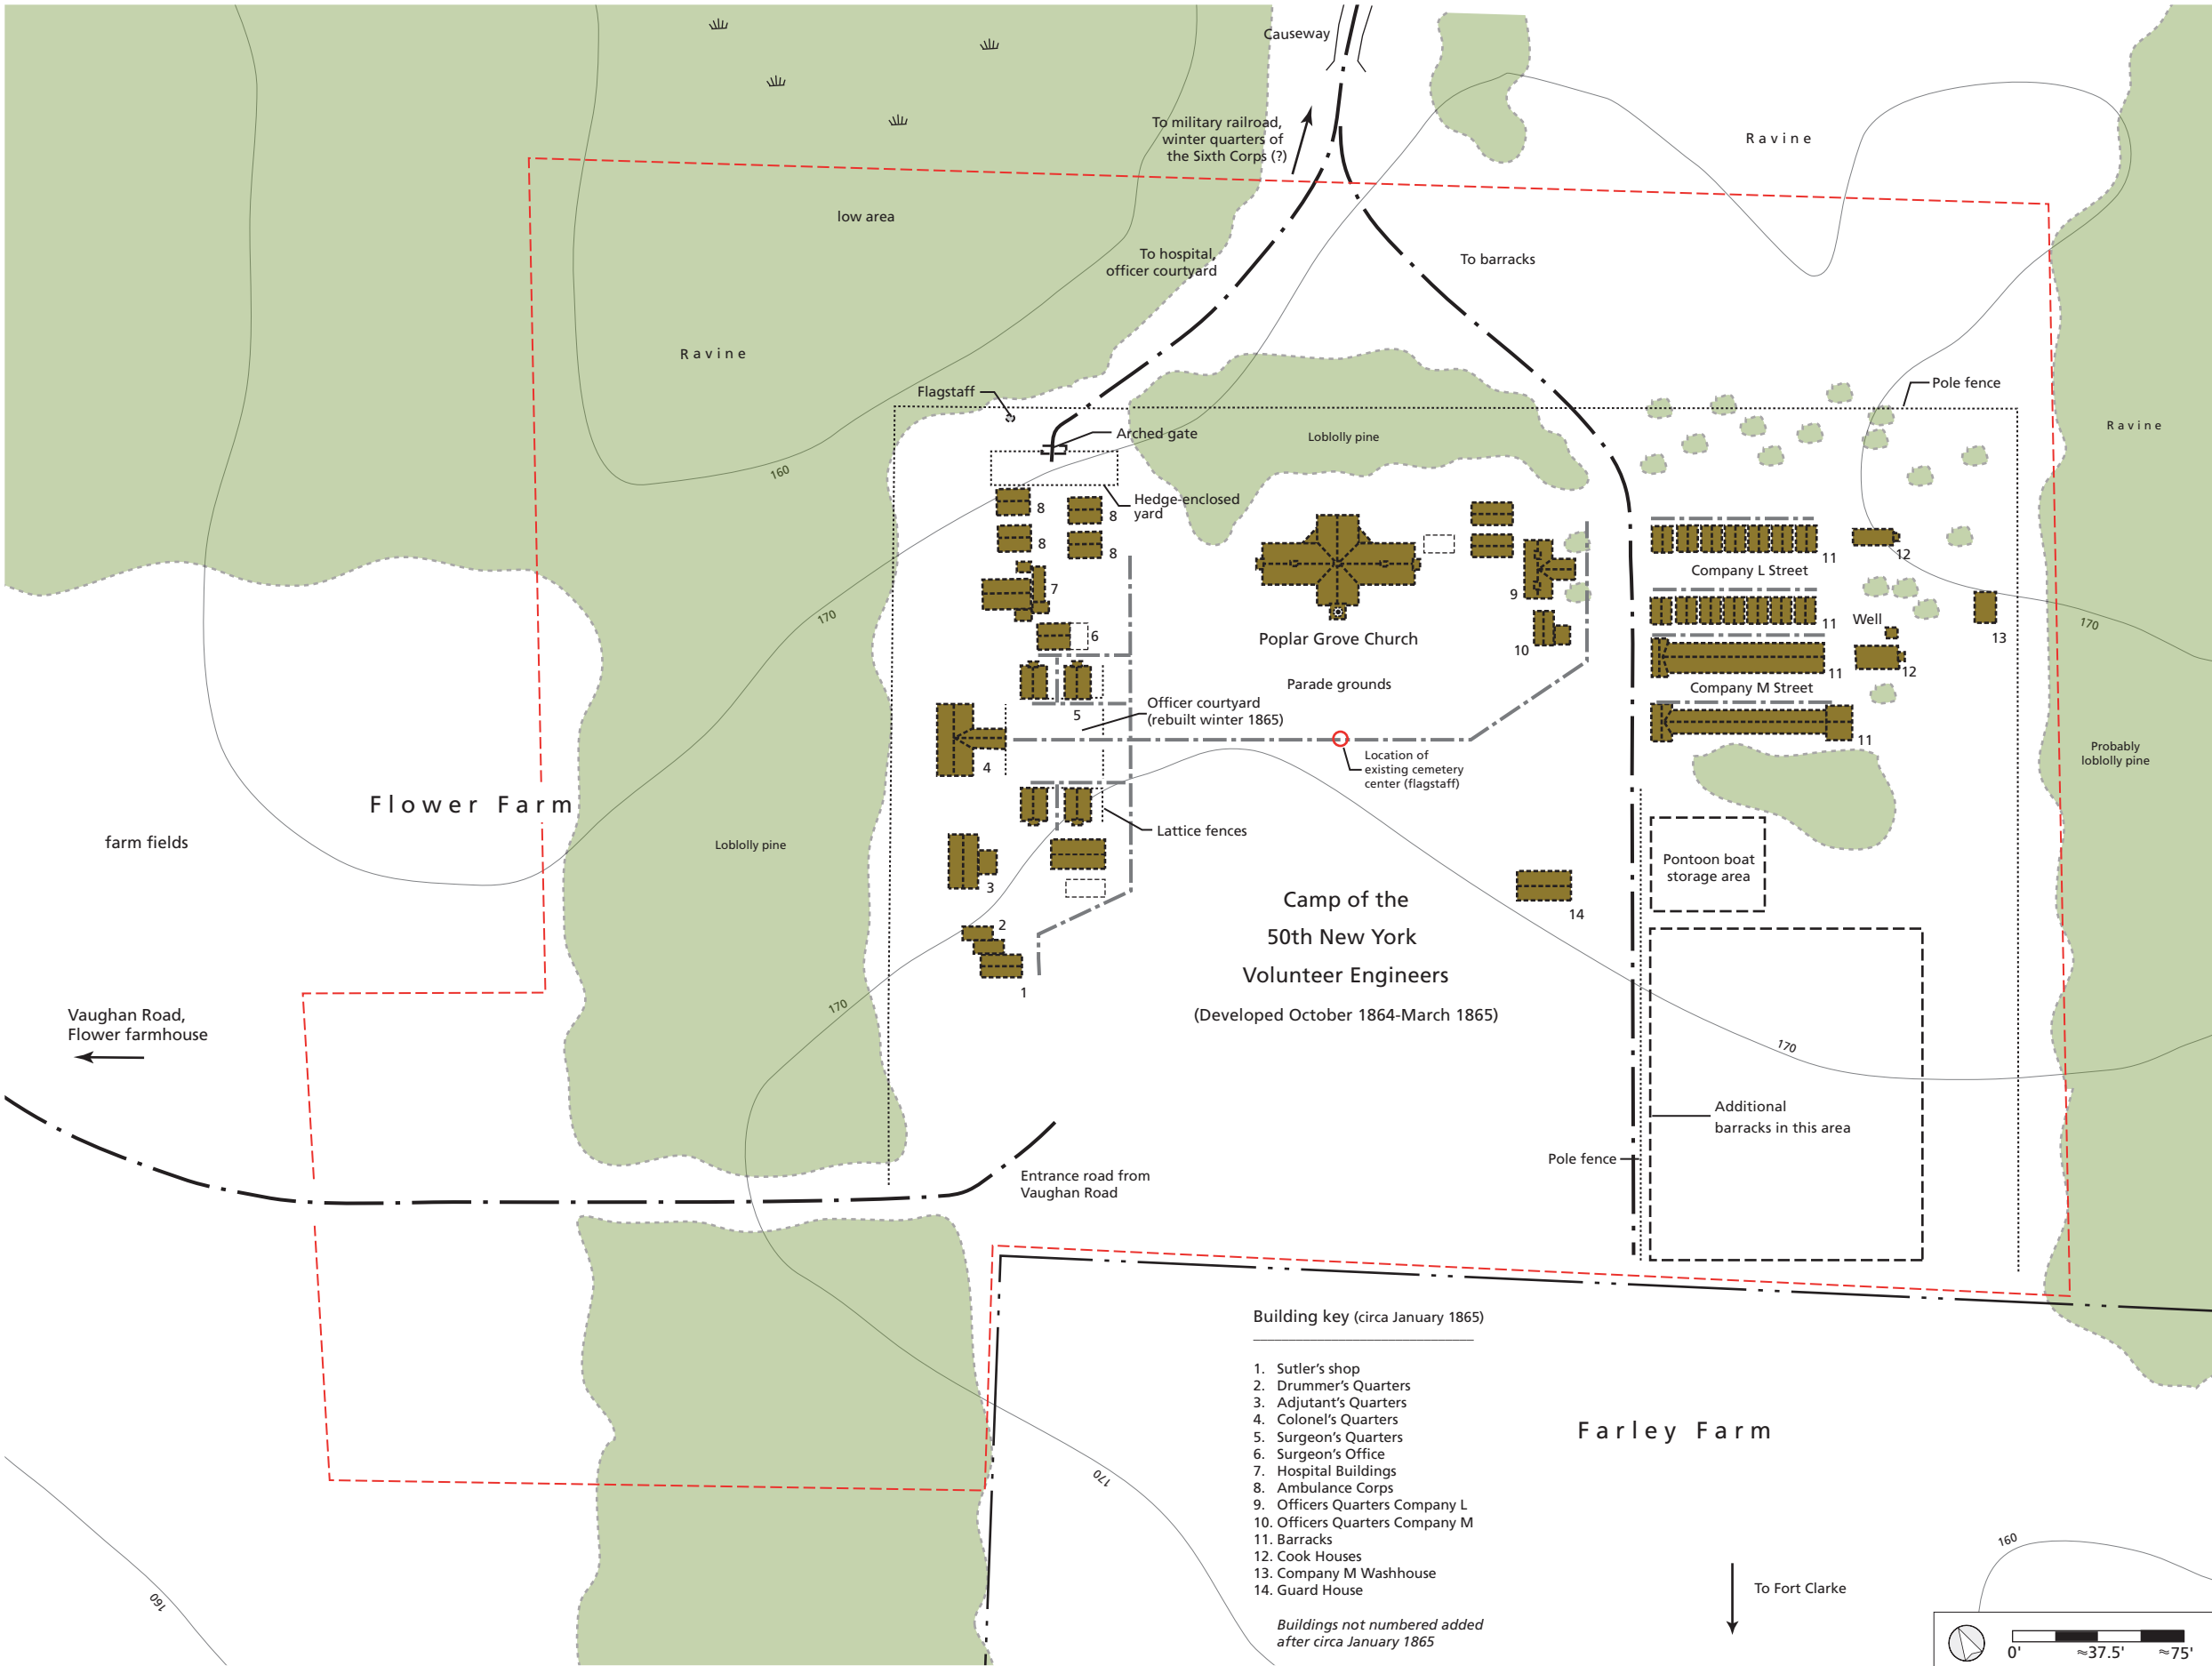 Causeway
To military railroad,
winter quarters of
the Sixth Corps (?)
Ravine
low area
To hospital,
officer courtyard
To barracks
Ravine
Flagstaff
Pole fence
Arched gate
Loblolly pine
Ravine
160
Hedge-enclosed
yard
8
8
8
8
7
6
5
4
3
2
1
9
10
11
11
11
11
12
12
13
14
Company L Street
Well
Company M Street
170
170
Poplar Grove Church
Parade grounds
Officer courtyard
(rebuilt winter 1865)
Location of
existing cemetery
center (flagstaff)
Probably
loblolly pine
Flower Farm
farm fields
Loblolly pine
Lattice fences
Pontoon boat
storage area
Camp of the
50th New York
Volunteer Engineers
(Developed October 1864-March 1865)
170
170
Vaughan Road,
Flower farmhouse
Additional
barracks in this area
Pole fence
Entrance road from
Vaughan Road
Building key (circa January 1865)
1. Sutler's shop
2. Drummer's Quarters
3. Adjutant's Quarters
4. Colonel's Quarters
5. Surgeon's Quarters
6. Surgeon's Office
7. Hospital Buildings
8. Ambulance Corps
9. Officers Quarters Company L
10. Officers Quarters Company M
11. Barracks
12. Cook Houses
13. Company M Washhouse
14. Guard House
Buildings not numbered added
after circa January 1865
Farley Farm
170
160
160
To Fort Clarke
0' ≈37.5' ≈75'